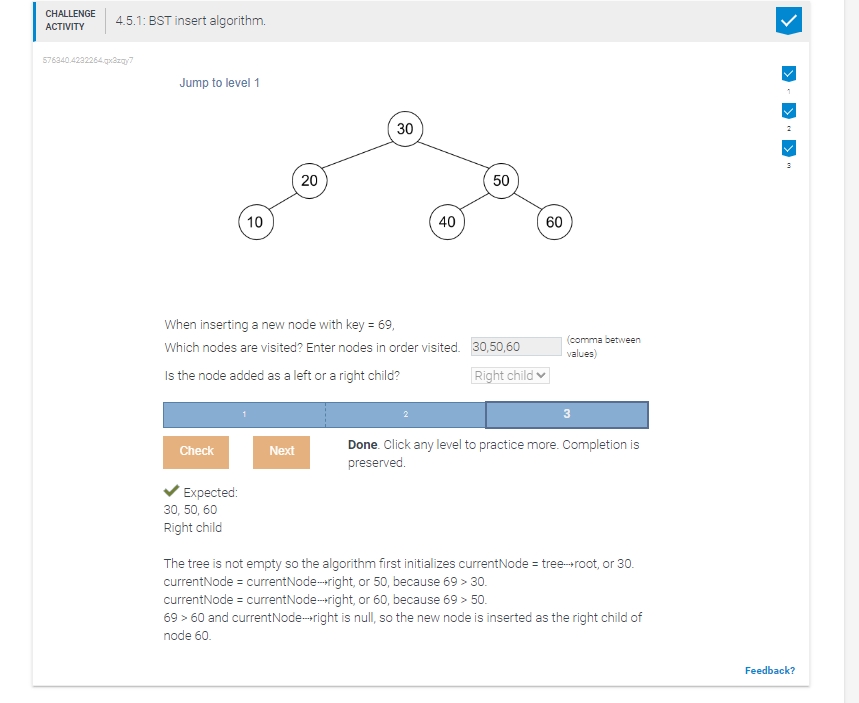 CHALLENGE
ACTIVITY
4.5.1: BST insert algorithm.
576340.4232264.qx3zqy7
Jump to level 1
1
2
3
30
20
50
10
40
60
When inserting a new node with key = 69,
Which nodes are visited? Enter nodes in order visited. 30,50,60 (comma between
values)
Is the node added as a left or a right child? Right child
1 2 3
Check Next Done. Click any level to practice more. Completion is
preserved.
Expected:
30, 50, 60
Right child
The tree is not empty so the algorithm first initializes currentNode = tree⇢root, or 30.
currentNode = currentNode⇢right, or 50, because 69 > 30.
currentNode = currentNode⇢right, or 60, because 69 > 50.
69 > 60 and currentNode⇢right is null, so the new node is inserted as the right child of
node 60.
Feedback?